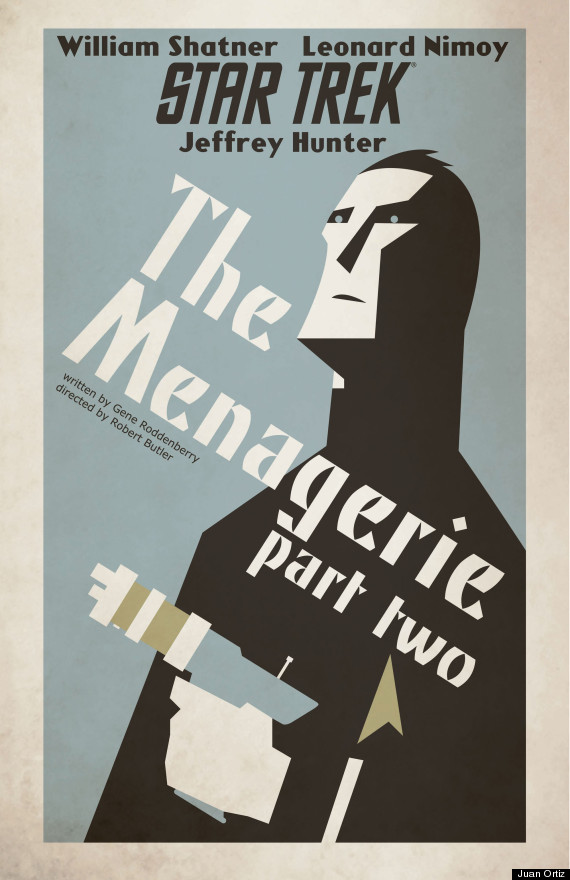 William Shatner Leonard Nimoy
STAR TREK®
Jeffrey Hunter
The
Menagerie
part two
written by Gene Roddenberry
directed by Robert Butler
Juan Ortiz